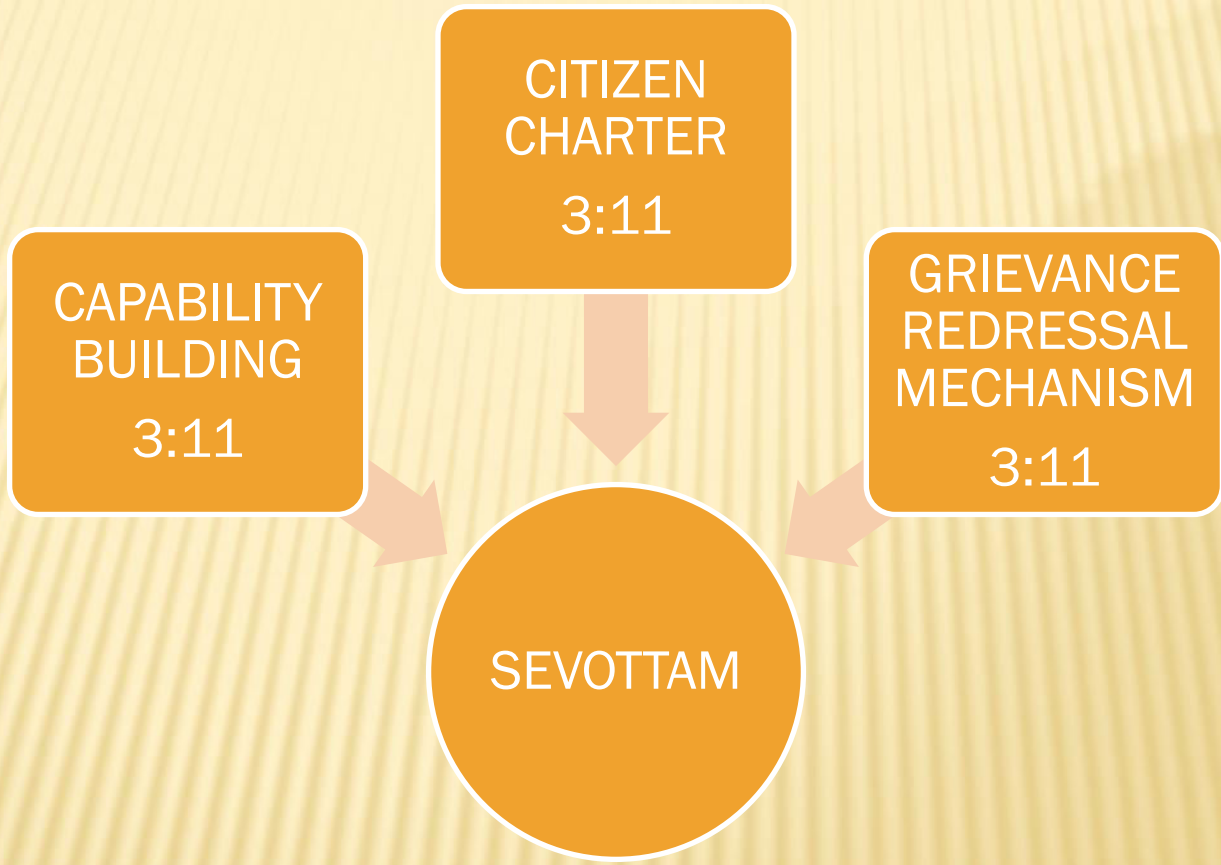 CITIZEN
CHARTER
3:11
CAPABILITY
BUILDING
3:11
GRIEVANCE
REDRESSAL
MECHANISM
3:11
SEVOTTAM